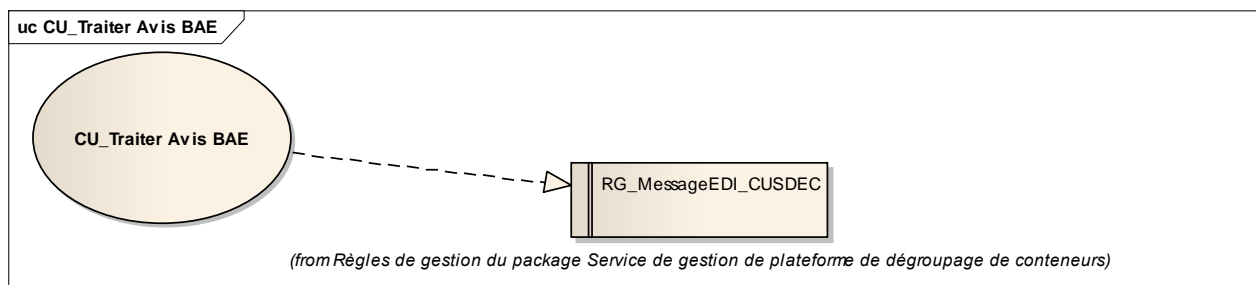 uc CU_Traiter Avis BAE
CU_Traiter Avis BAE
RG_MessageEDI_CUSDEC
(from Règles de gestion du package Service de gestion de plateforme de dégroupage de conteneurs)